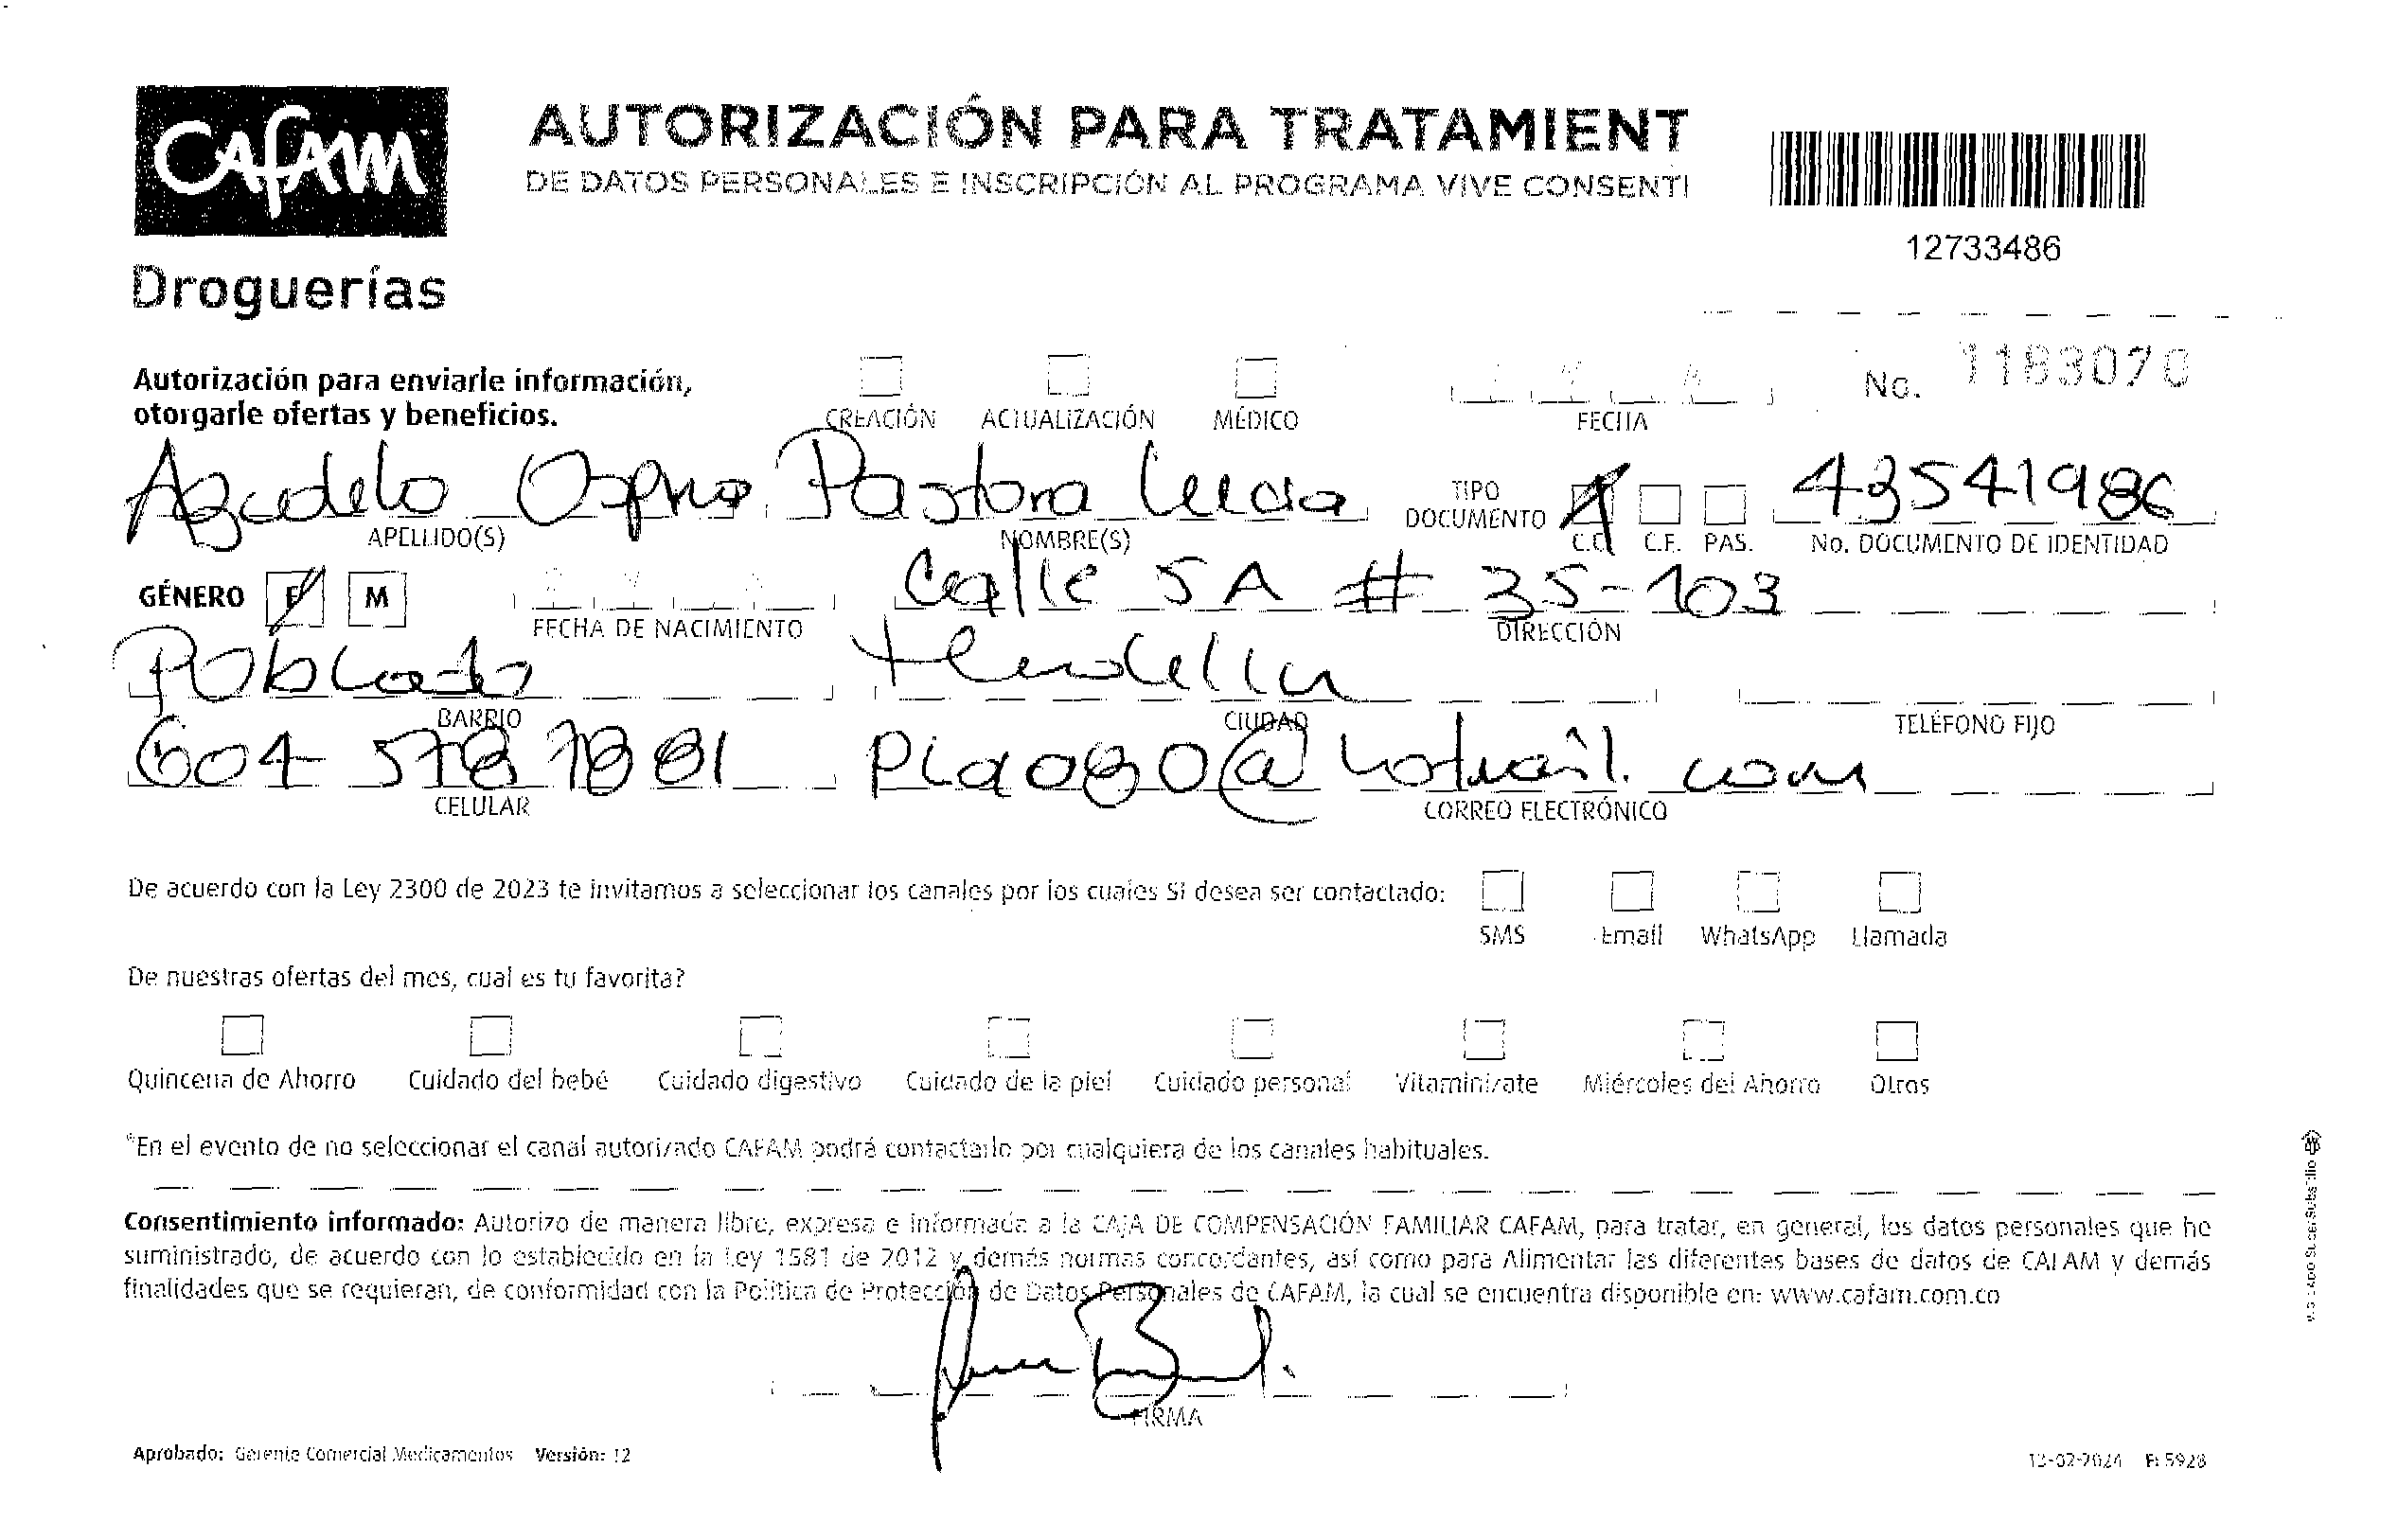 CAFAM
Droguerías
AUTORIZACIÓN PARA TRATAMIENT
DE DATOS PERSONALES E INSCRIPCIÓN AL PROGRAMA VIVE CONSENTI
12733486
Autorización para enviarle información,
otorgarle ofertas y beneficios.
CREACIÓN ACTUALIZACIÓN MÉDICO
FECHA
No. 1183070
Agudelo Ospina Pastora Lucia
APELLIDO(S) NOMBRE(S)
TIPO DOCUMENTO C.C. C.E. PAS.
43541986
No. DOCUMENTO DE IDENTIDAD
GÉNERO F M
FECHA DE NACIMIENTO
Calle 5A # 35-103
DIRECCIÓN
Poblado Medellin
BARRIO CIUDAD TELÉFONO FIJO
604 578 7881
CELULAR CORREO ELECTRÓNICO
De acuerdo con la Ley 2300 de 2023 te invitamos a seleccionar los canales por los cuales SI desea ser contactado:
SMS Email WhatsApp Llamada
De nuestras ofertas del mes, cual es tu favorita?
Quincena de Ahorro Cuidado del bebé Cuidado digestivo Cuidado de la piel Cuidado personal Vitaminízate Miércoles del Ahorro Otros
*En el evento de no seleccionar el canal autorizado CAFAM podrá contactarlo por cualquiera de los canales habituales.
Consentimiento informado: Autorizo de manera libre, expresa e informada a la CAJA DE COMPENSACIÓN FAMILIAR CAFAM, para tratar, en general, los datos personales que he
suministrado, de acuerdo con lo establecido en la Ley 1581 de 2012 y demás normas concordantes, así como para Alimentar las diferentes bases de datos de CAFAM y demás
finalidades que se requieran, de conformidad con la Política de Protección de Datos Personales de CAFAM, la cual se encuentra disponible en: www.cafam.com.co
FIRMA
Aprobado: Gerente Comercial Medicamentos Versión: 12
13-02-2024 F: 5928